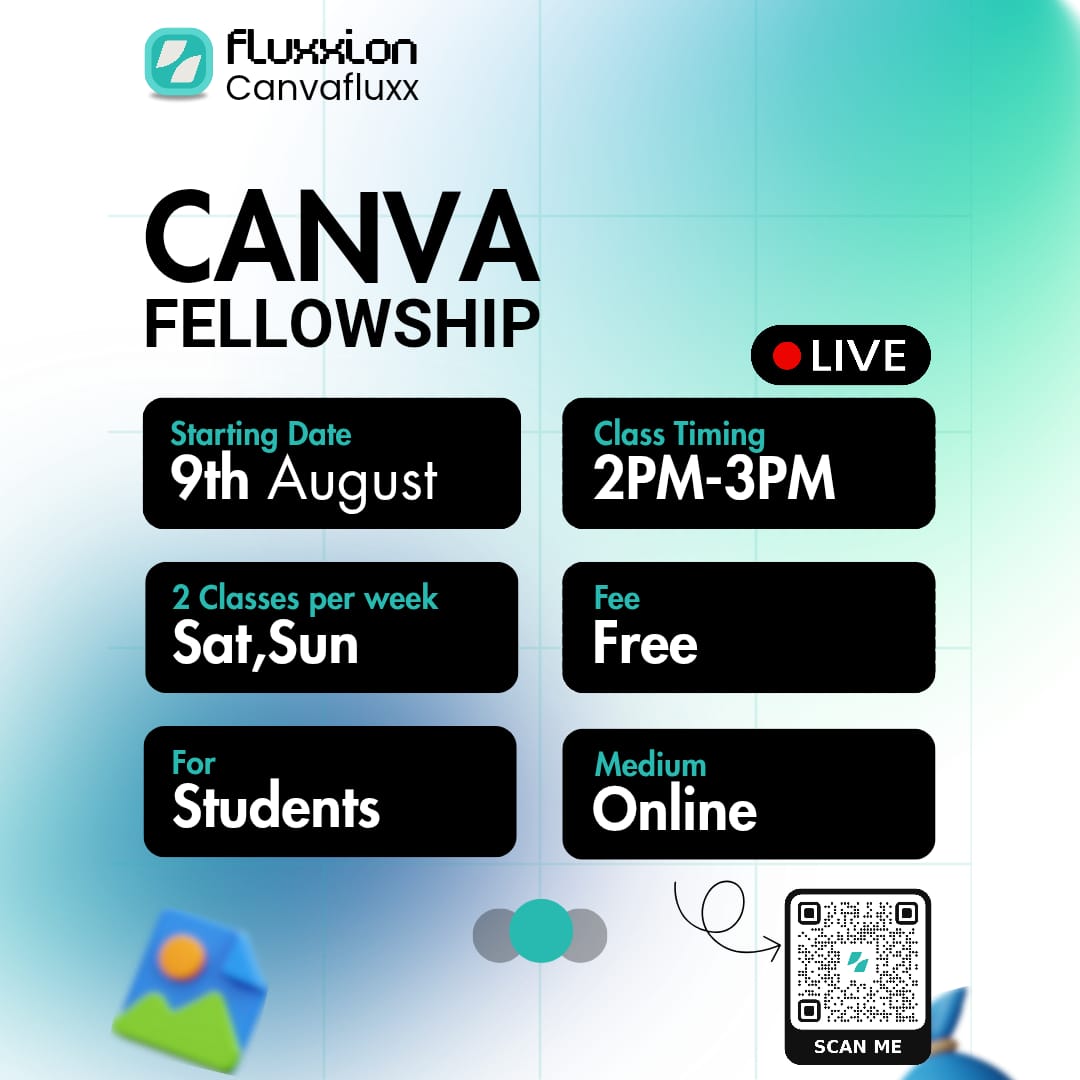 fluxxion
Canvafluxx
CANVA
FELLOWSHIP
LIVE
Starting Date
9th August
Class Timing
2PM-3PM
2 Classes per week
Sat,Sun
Fee
Free
For
Students
Medium
Online
SCAN ME